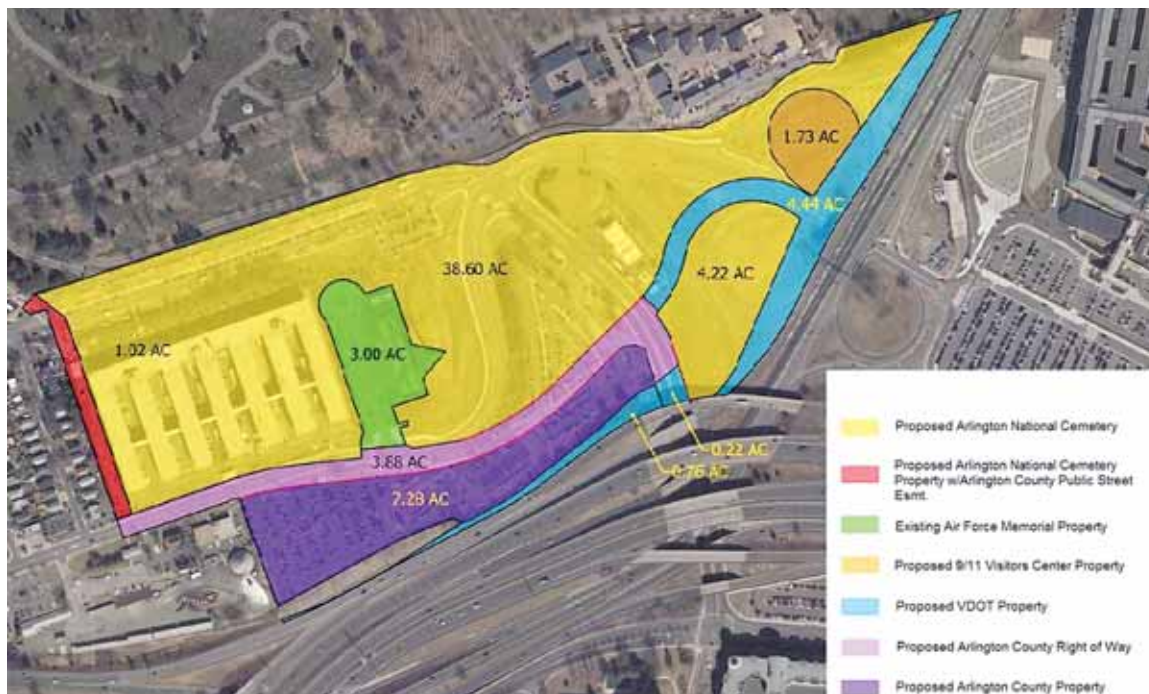 1.73 AC
4.44 AC
38.60 AC
4.22 AC
1.02 AC
3.00 AC
3.88 AC
0.22 AC
0.76 AC
7.28 AC
Proposed Arlington National Cemetery
Proposed Arlington National Cemetery
Property w/Arlington County Public Street
Esmt.
Existing Air Force Memorial Property
Proposed 9/11 Visitors Center Property
Proposed VDOT Property
Proposed Arlington County Right of Way
Proposed Arlington County Property